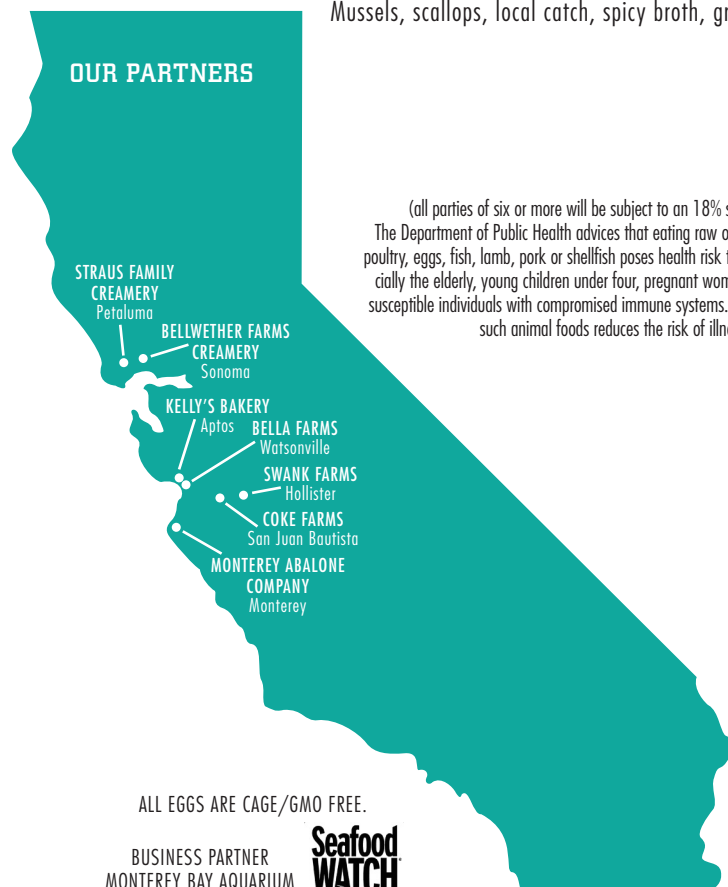 Mussels, scallops, local catch, spicy broth, gr
OUR PARTNERS
(all parties of six or more will be subject to an 18% s
The Department of Public Health advices that eating raw o
poultry, eggs, fish, lamb, pork or shellfish poses health risk t
cially the elderly, young children under four, pregnant wom
susceptible individuals with compromised immune systems.
such animal foods reduces the risk of illne
STRAUS FAMILY
CREAMERY
Petaluma
BELLWETHER FARMS
CREAMERY
Sonoma
KELLY'S BAKERY
Aptos
BELLA FARMS
Watsonville
SWANK FARMS
Hollister
COKE FARMS
San Juan Bautista
MONTEREY ABALONE
COMPANY
Monterey
ALL EGGS ARE CAGE/GMO FREE.
BUSINESS PARTNER
MONTEREY BAY AQUARIUM
Seafood
WATCH